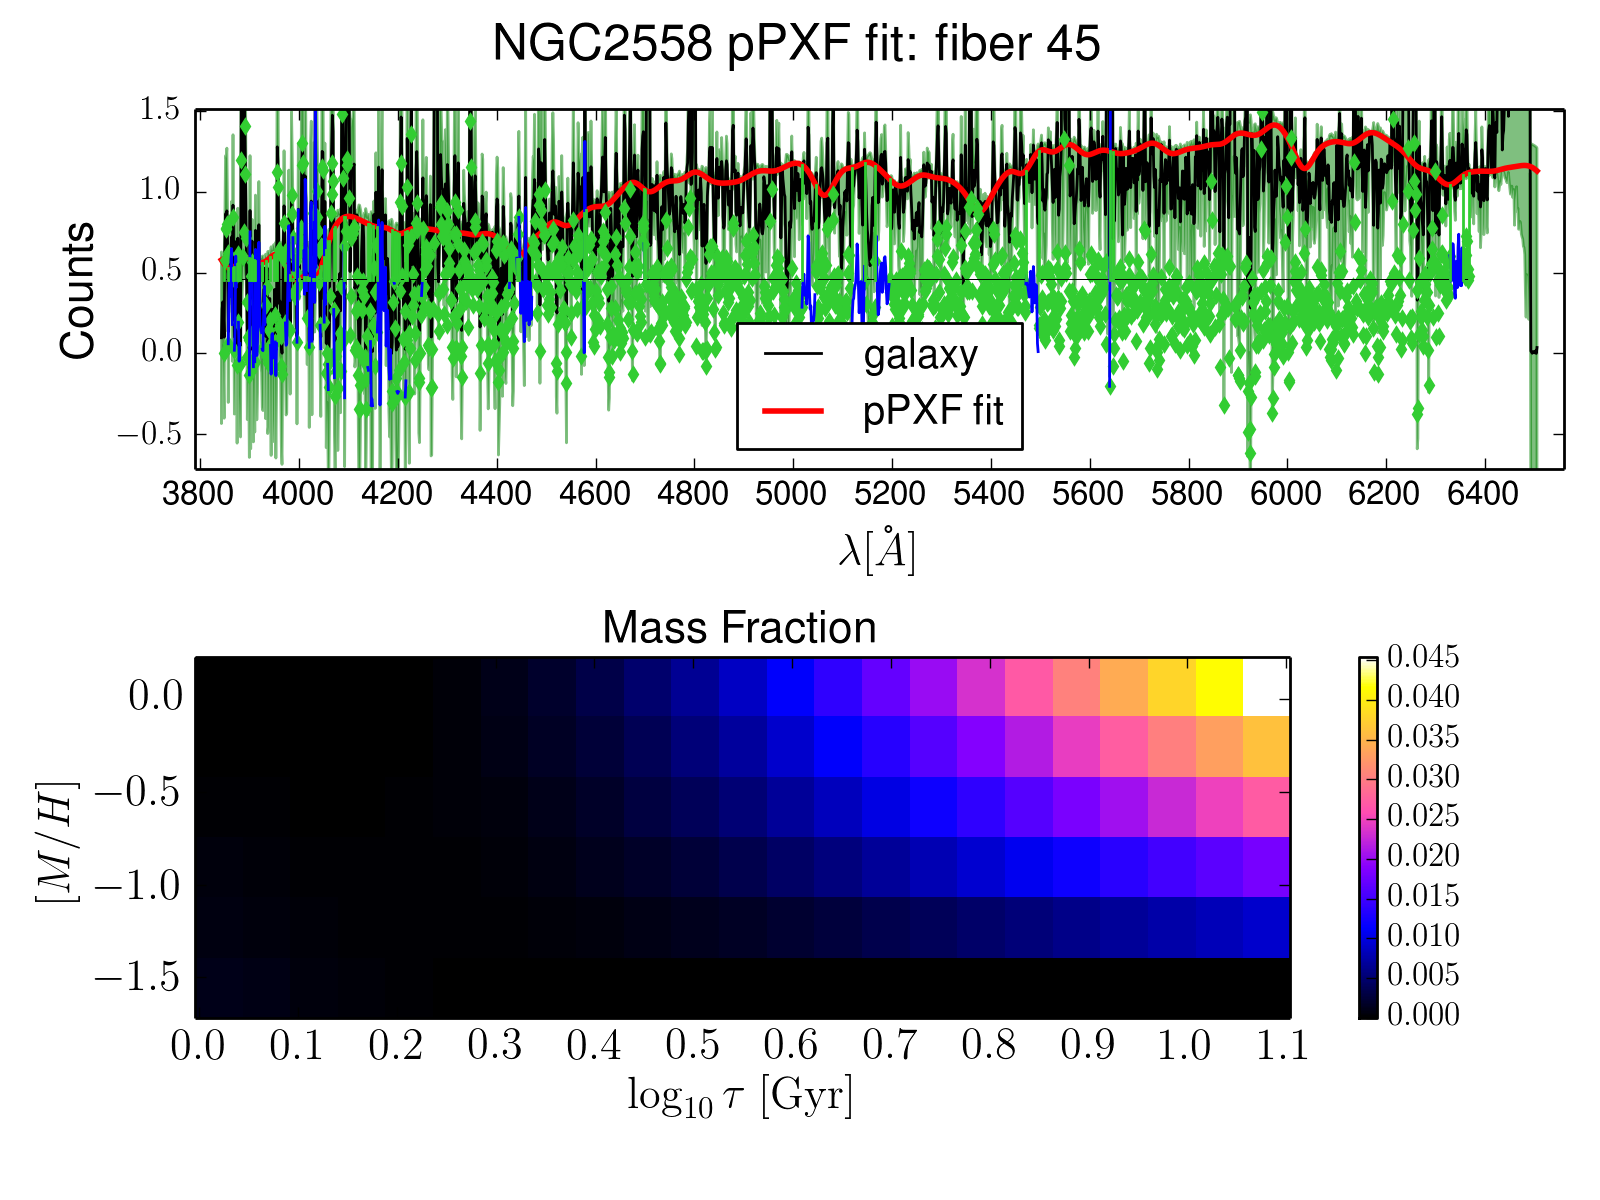 NGC2558 pPXF fit: fiber 45
1.5
1.0
0.5
0.0
−0.5
Counts
galaxy
pPXF fit
3800 4000 4200 4400 4600 4800 5000 5200 5400 5600 5800 6000 6200 6400
λ[Å]
Mass Fraction
0.0
−0.5
−1.0
−1.5
[M/H]
0.0 0.1 0.2 0.3 0.4 0.5 0.6 0.7 0.8 0.9 1.0 1.1
log₁₀ τ [Gyr]
0.045
0.040
0.035
0.030
0.025
0.020
0.015
0.010
0.005
0.000